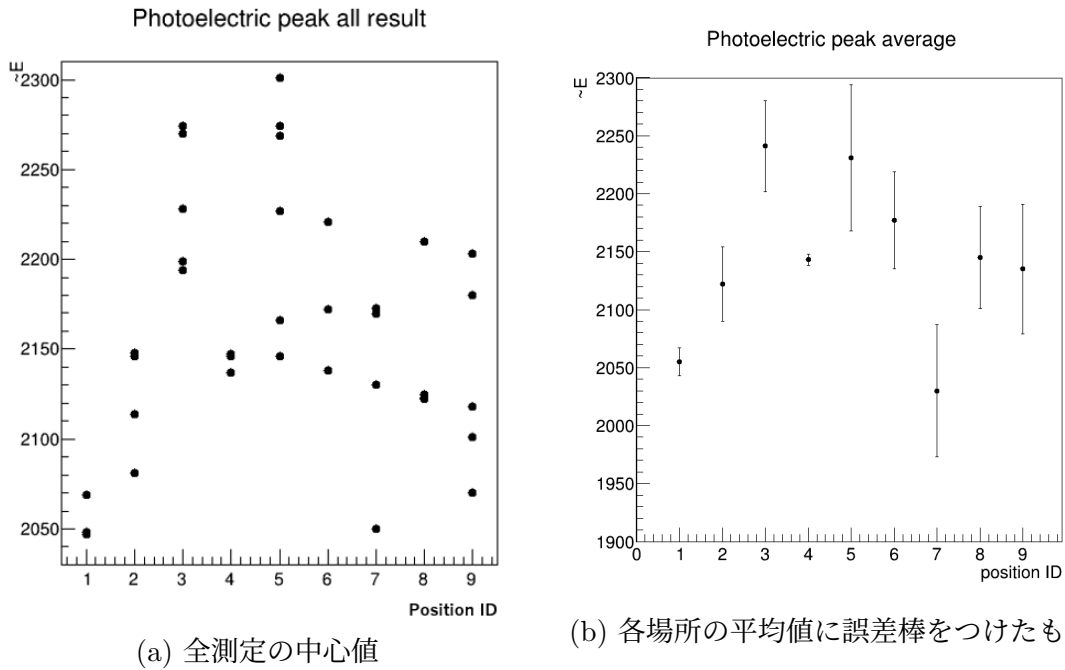 Photoelectric peak all result
~E
2300
2250
2200
2150
2100
2050
1 2 3 4 5 6 7 8 9
Position ID
(a) 全測定の中心値
Photoelectric peak average
~E
2300
2250
2200
2150
2100
2050
2000
1950
1900
0 1 2 3 4 5 6 7 8 9
position ID
(b) 各場所の平均値に誤差棒をつけたも